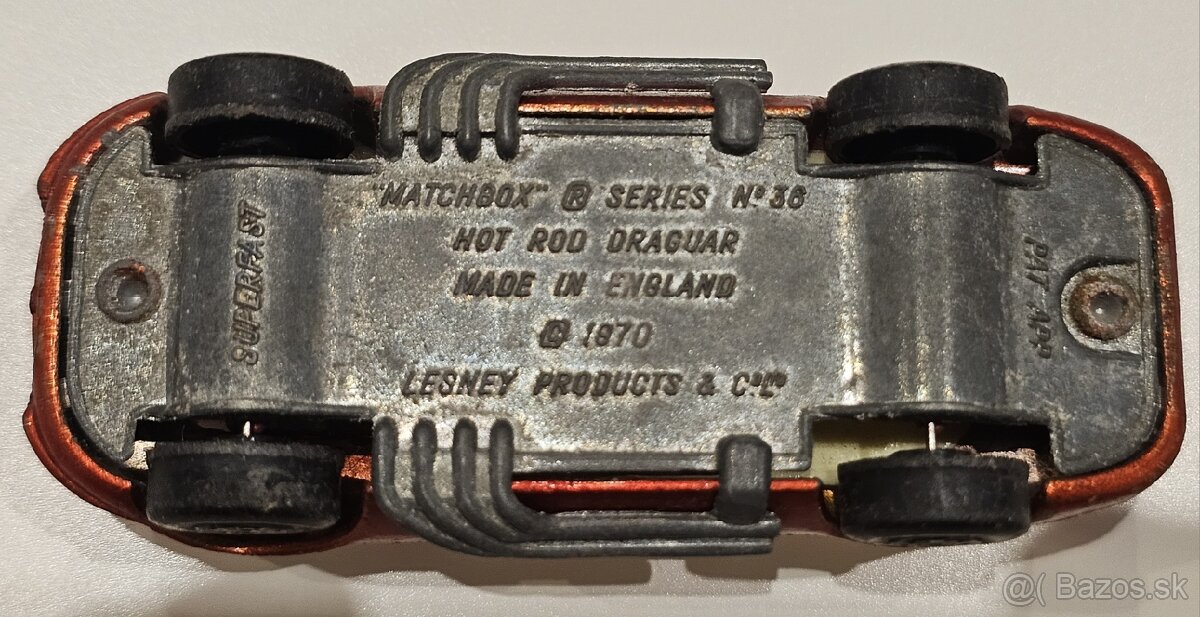 SUPERFAST
"MATCHBOX" ® SERIES Nº 36
HOT ROD DRAGUAR
MADE IN ENGLAND
© 1970
LESNEY PRODUCTS & Cº Lᴰ
PAT APP
@( Bazos.sk